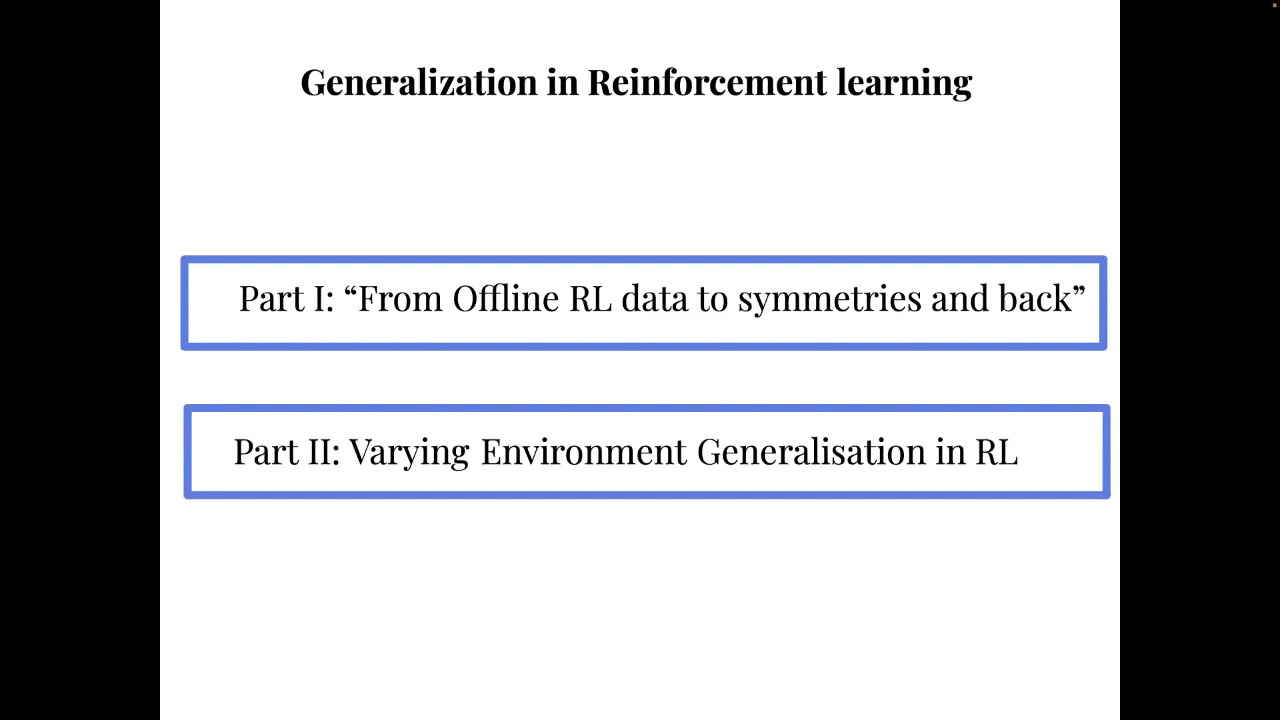 Generalization in Reinforcement learning
Part I: “From Offline RL data to symmetries and back”
Part II: Varying Environment Generalisation in RL